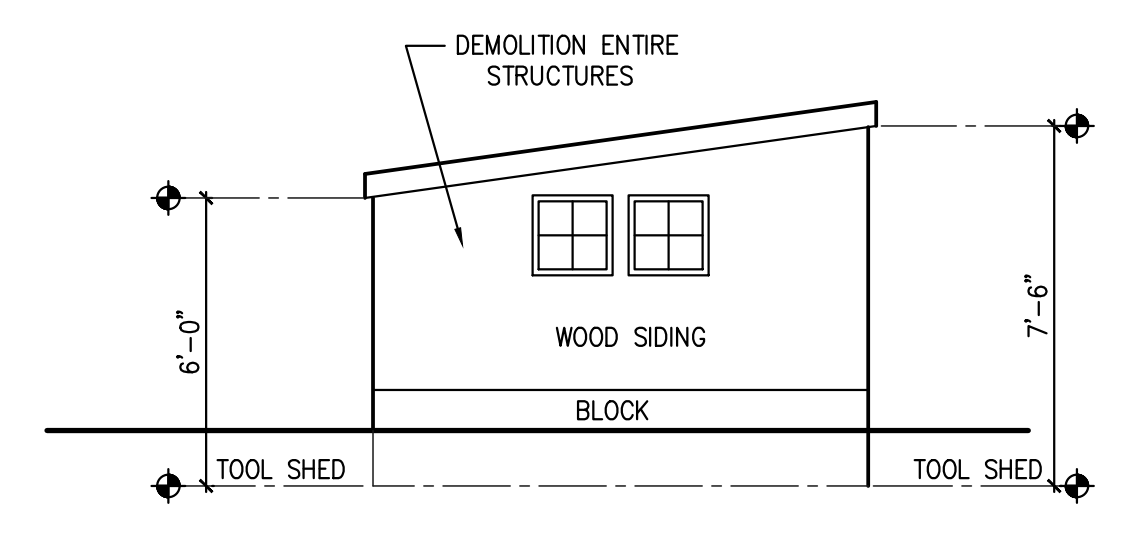 DEMOLITION ENTIRE
STRUCTURES
6'-0"
7'-6"
WOOD SIDING
BLOCK
TOOL SHED
TOOL SHED